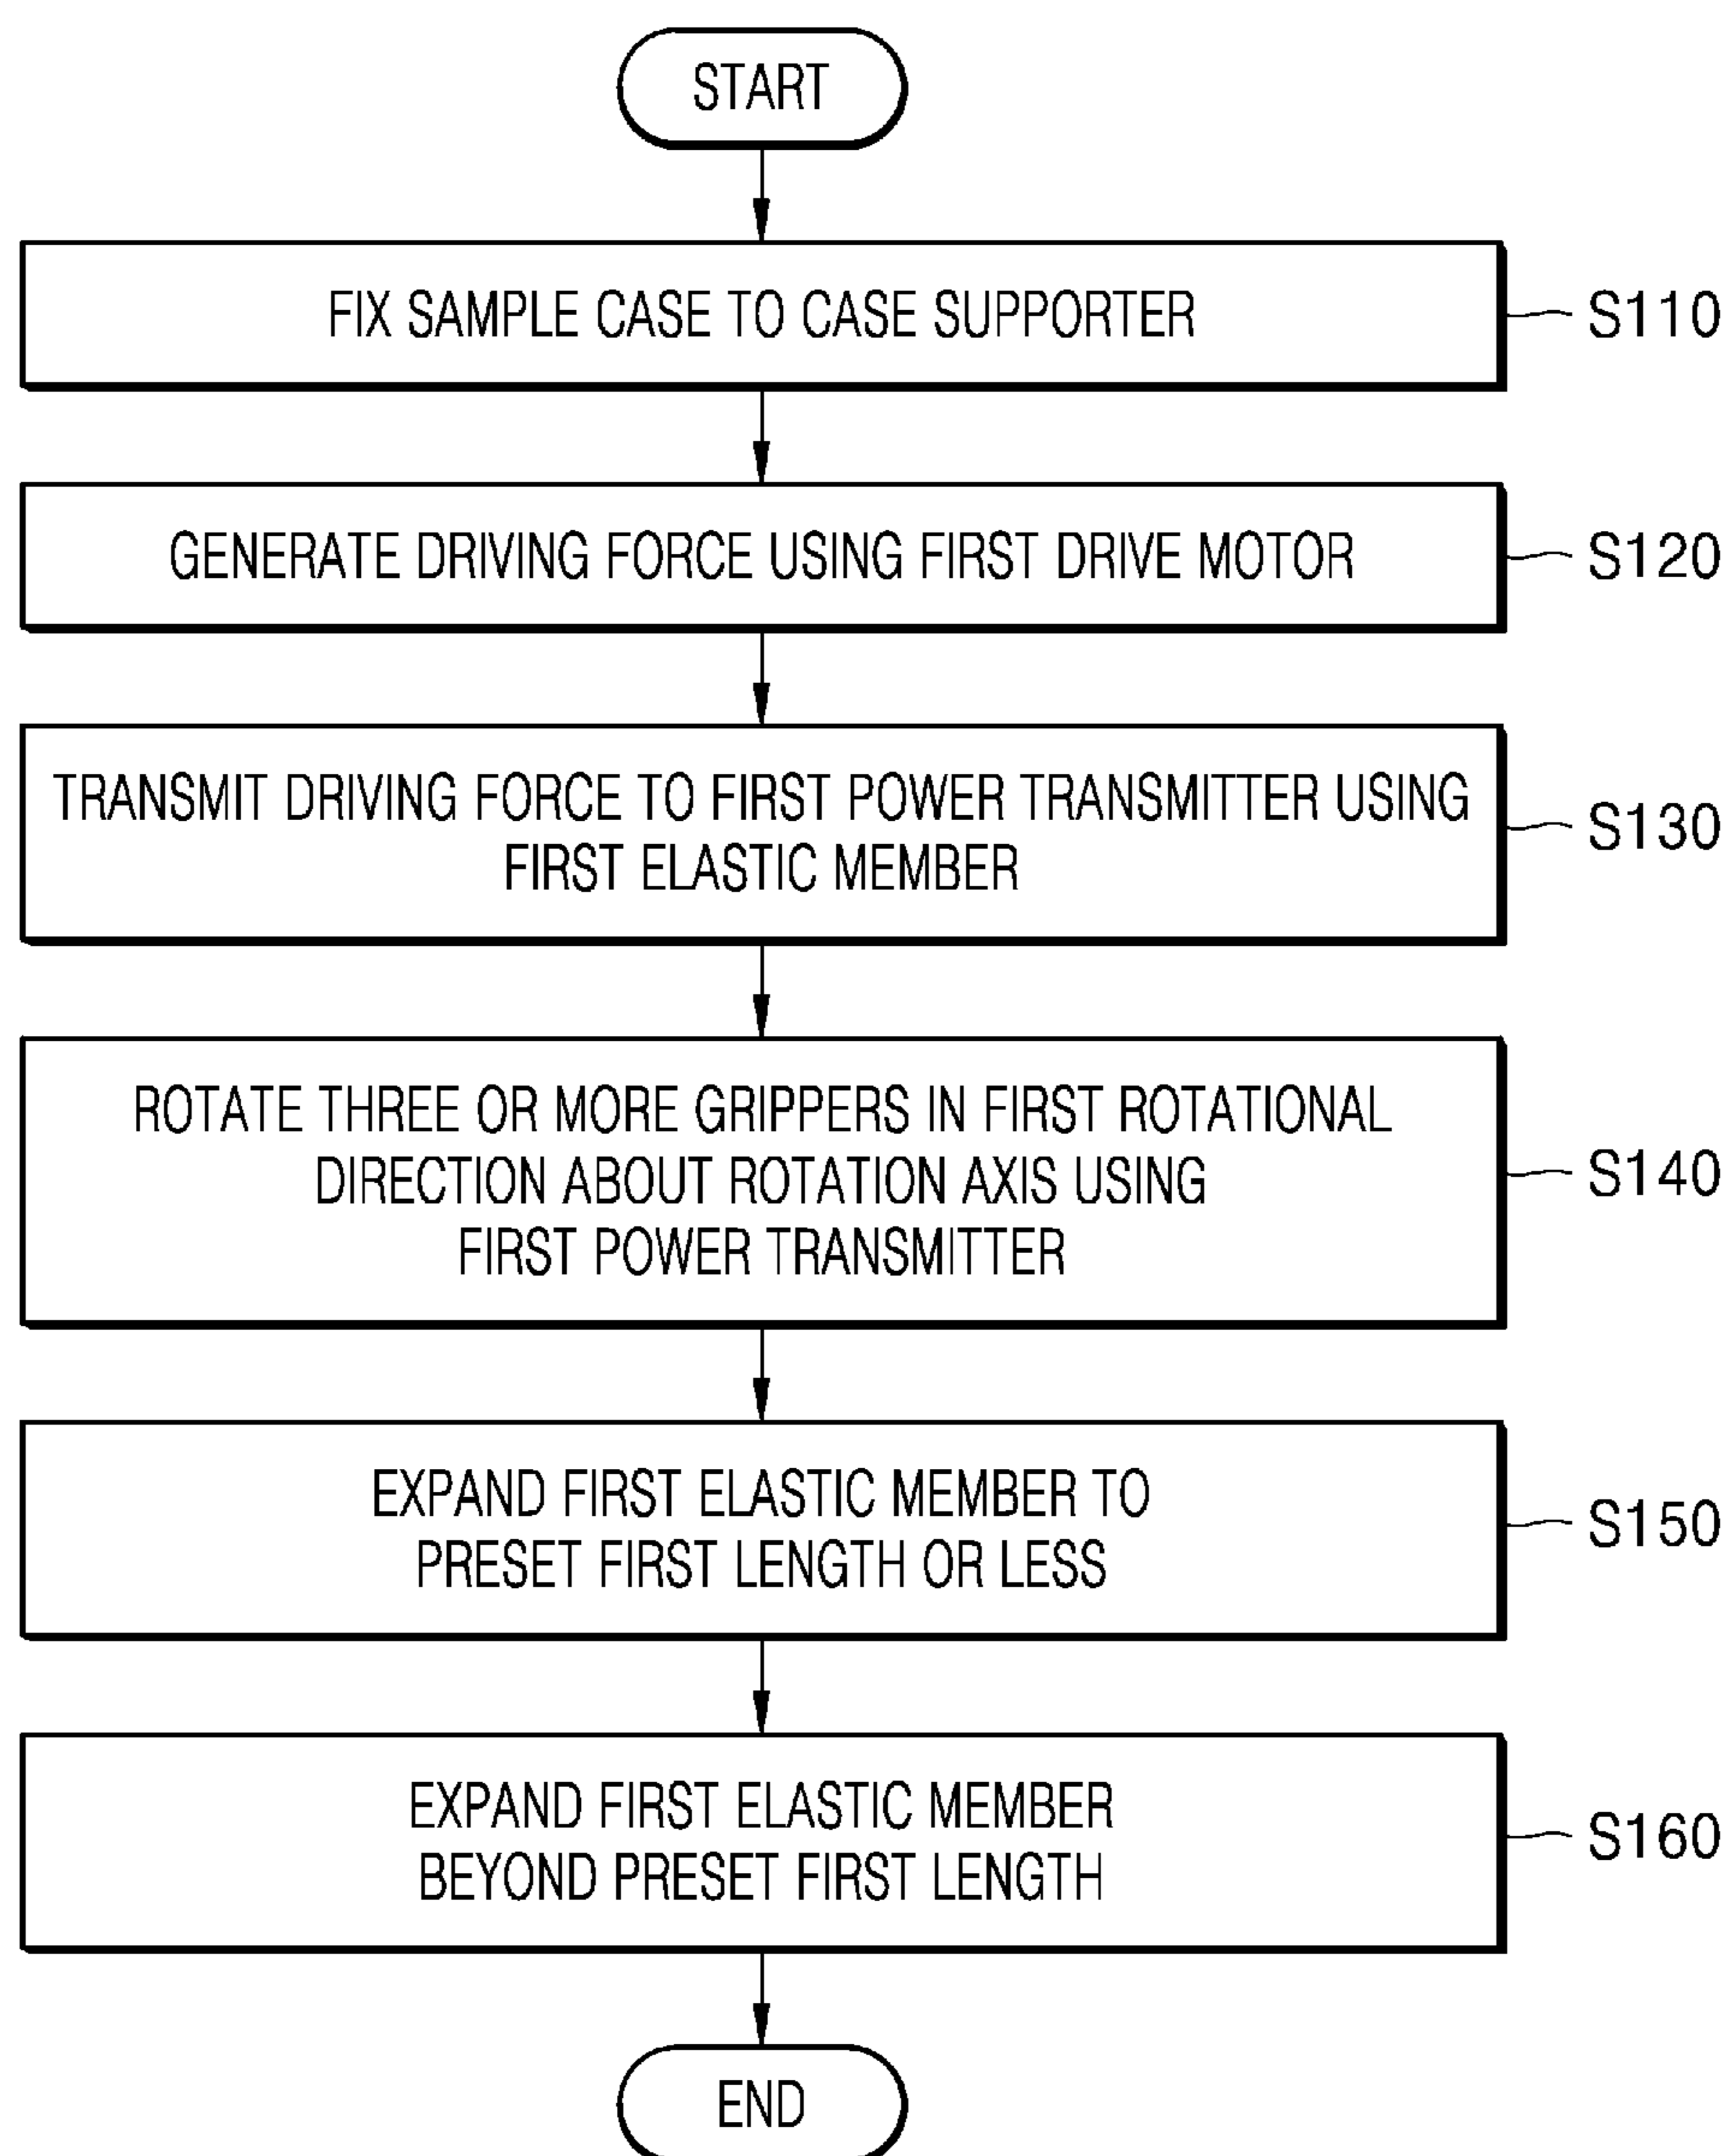 START
FIX SAMPLE CASE TO CASE SUPPORTER
S110
GENERATE DRIVING FORCE USING FIRST DRIVE MOTOR
S120
TRANSMIT DRIVING FORCE TO FIRST POWER TRANSMITTER USING
FIRST ELASTIC MEMBER
S130
ROTATE THREE OR MORE GRIPPERS IN FIRST ROTATIONAL
DIRECTION ABOUT ROTATION AXIS USING
FIRST POWER TRANSMITTER
S140
EXPAND FIRST ELASTIC MEMBER TO
PRESET FIRST LENGTH OR LESS
S150
EXPAND FIRST ELASTIC MEMBER
BEYOND PRESET FIRST LENGTH
S160
END